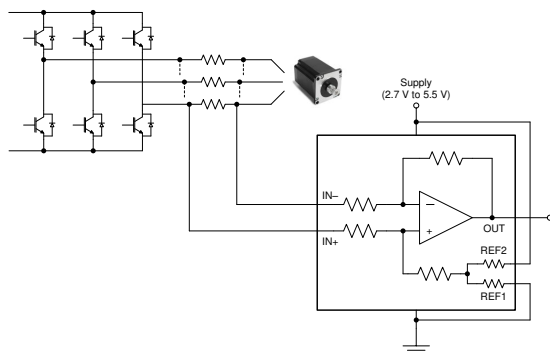 Supply
(2.7 V to 5.5 V)
IN–
IN+
−
+
OUT
REF2
REF1